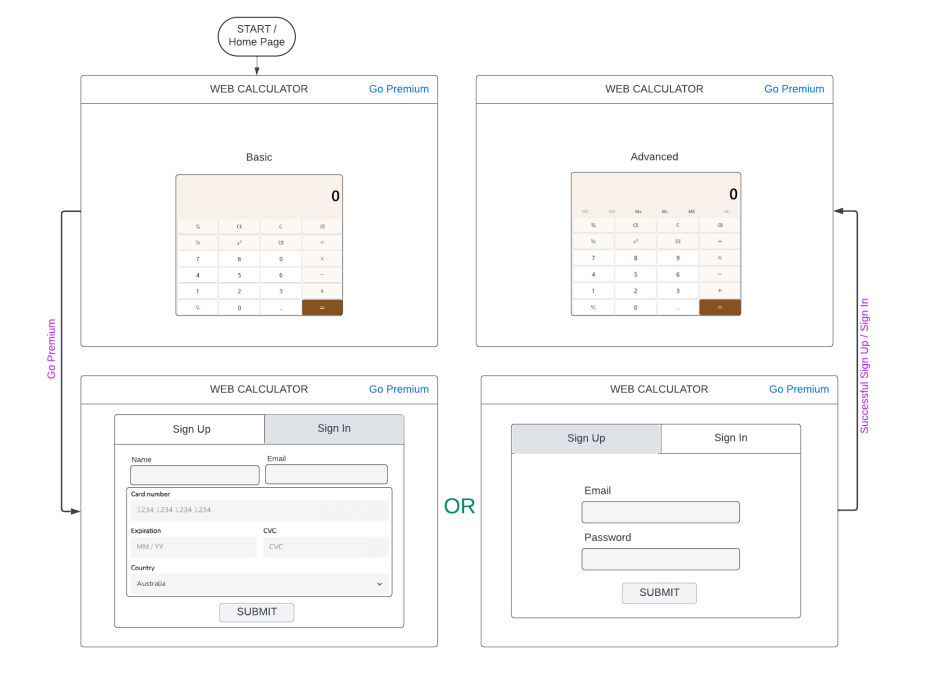 START /
Home Page
WEB CALCULATOR Go Premium
Basic
0
% CE C
⅟x x² ²√x ÷
7 8 9 ×
4 5 6 −
1 2 3 +
⁺/₋ 0 . =
WEB CALCULATOR Go Premium
Advanced
0
MC MR M+ M− MS
% CE C
⅟x x² ²√x ÷
7 8 9 ×
4 5 6 −
1 2 3 +
⁺/₋ 0 . =
Go Premium
Successful Sign Up / Sign In
WEB CALCULATOR Go Premium
Sign Up Sign In
Name Email
Card number
1234 1234 1234 1234
Expiration CVC
MM / YY CVC
Country
Australia
SUBMIT
OR
WEB CALCULATOR Go Premium
Sign Up Sign In
Email
Password
SUBMIT